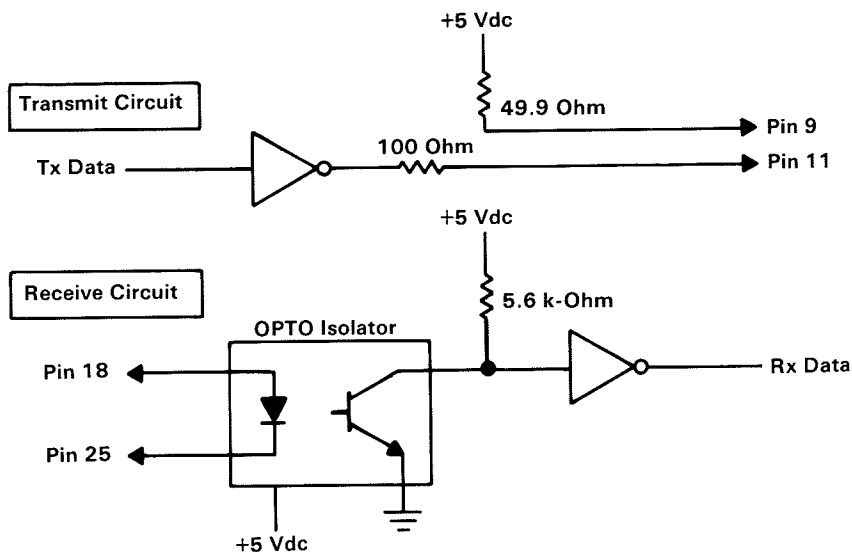 +5 Vdc
Transmit Circuit
49.9 Ohm
Pin 9
100 Ohm
Tx Data
Pin 11
+5 Vdc
Receive Circuit
5.6 k-Ohm
OPTO Isolator
Pin 18
Rx Data
Pin 25
+5 Vdc